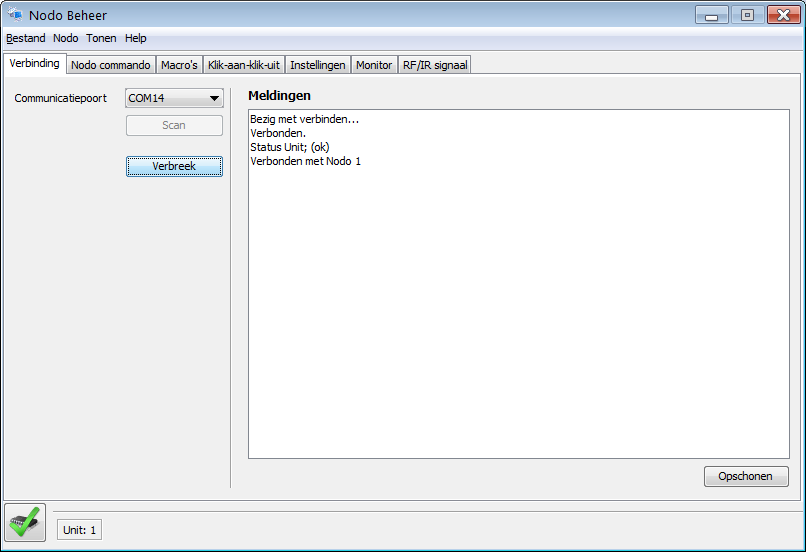 Nodo Beheer
Bestand Nodo Tonen Help
Verbinding Nodo commando Macro's Klik-aan-klik-uit Instellingen Monitor RF/IR signaal
Communicatiepoort COM14
Scan
Verbreek
Meldingen
Bezig met verbinden...
Verbonden.
Status Unit; (ok)
Verbonden met Nodo 1
Opschonen
Unit: 1